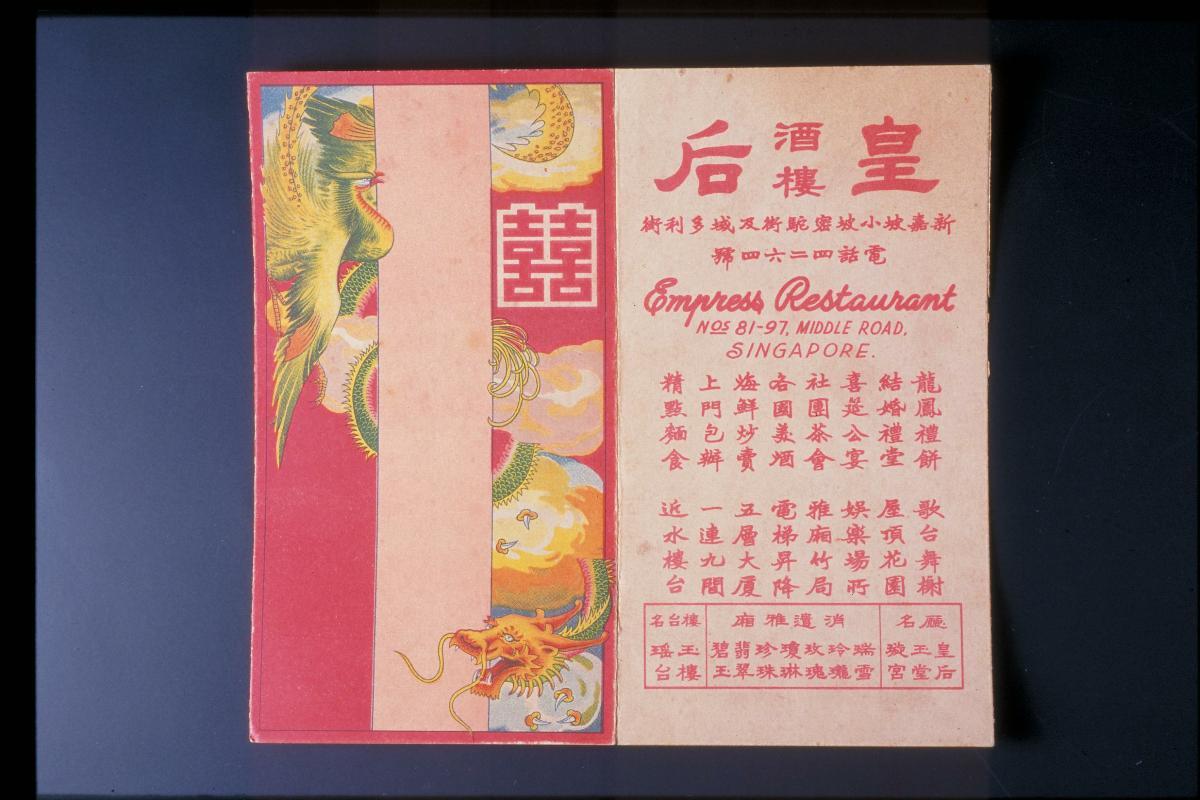 囍
皇后
酒樓
新嘉坡小坡密駝街及域多利街
電話四二六四號
Empress Restaurant
Nos 81-97, MIDDLE ROAD,
SINGAPORE.
龍鳳禮餅
結婚禮堂
喜筵公宴
社團茶會
各國美酒
海鮮炒賣
上門包辦
精點麵食
歌台舞榭
屋頂花園
娛樂場所
雅廂竹局
電梯昇降
五層大厦
一連九間
近水樓台
廳名
皇后
玉堂
璇宮
消遣雅廂
瑞雪
玲瓏
玫瑰
瓊琳
珍珠
翡翠
碧玉
樓台名
玉樓
瑤台